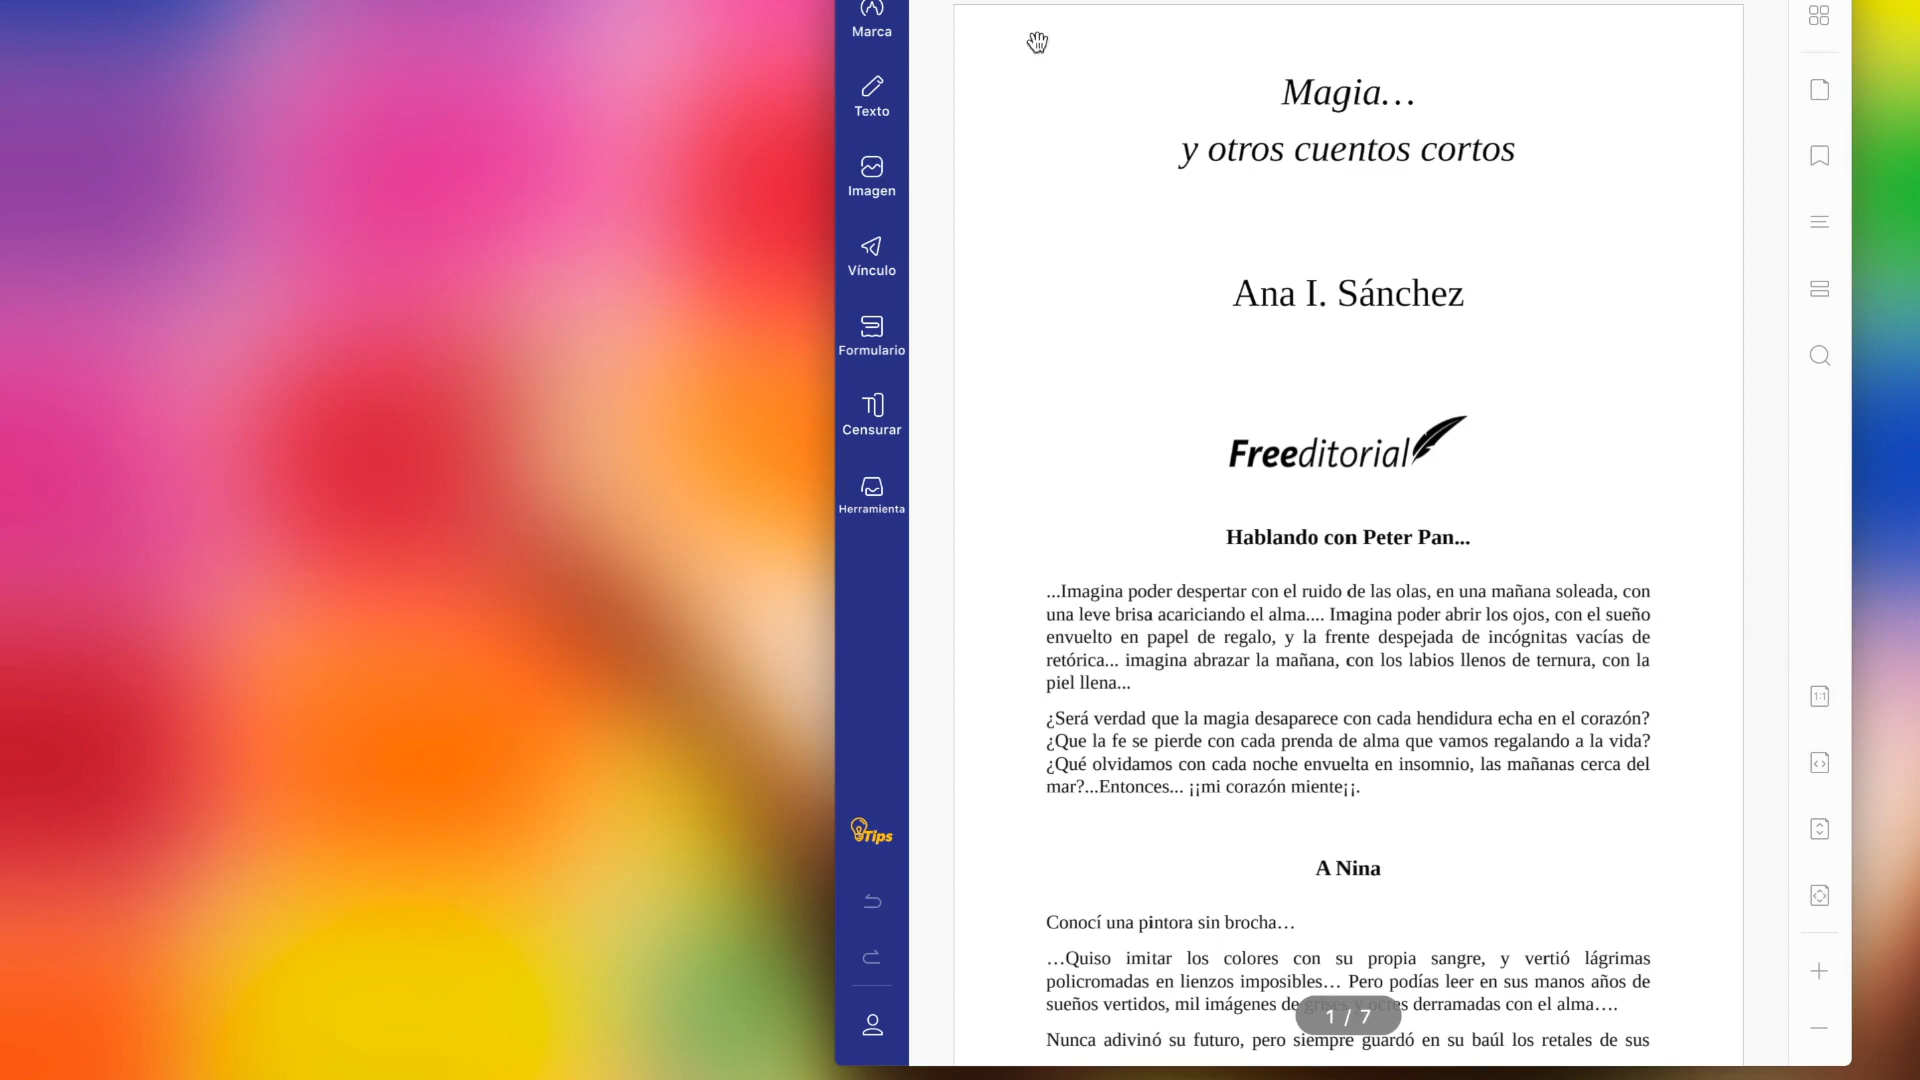 Marca
Texto
Imagen
Vínculo
Formulario
Censurar
Herramienta
Tips
Magia…
y otros cuentos cortos
Ana I. Sánchez
Freeditorial
Hablando con Peter Pan...
...Imagina poder despertar con el ruido de las olas, en una mañana soleada, con
una leve brisa acariciando el alma.... Imagina poder abrir los ojos, con el sueño
envuelto en papel de regalo, y la frente despejada de incógnitas vacías de
retórica... imagina abrazar la mañana, con los labios llenos de ternura, con la
piel llena...
¿Será verdad que la magia desaparece con cada hendidura echa en el corazón?
¿Que la fe se pierde con cada prenda de alma que vamos regalando a la vida?
¿Qué olvidamos con cada noche envuelta en insomnio, las mañanas cerca del
mar?...Entonces... ¡¡mi corazón miente¡¡.
A Nina
Conocí una pintora sin brocha…
…Quiso imitar los colores con su propia sangre, y vertió lágrimas
policromadas en lienzos imposibles… Pero podías leer en sus manos años de
sueños vertidos, mil imágenes de grises y ocres derramadas con el alma….
1 / 7
Nunca adivinó su futuro, pero siempre guardó en su baúl los retales de sus
1:1